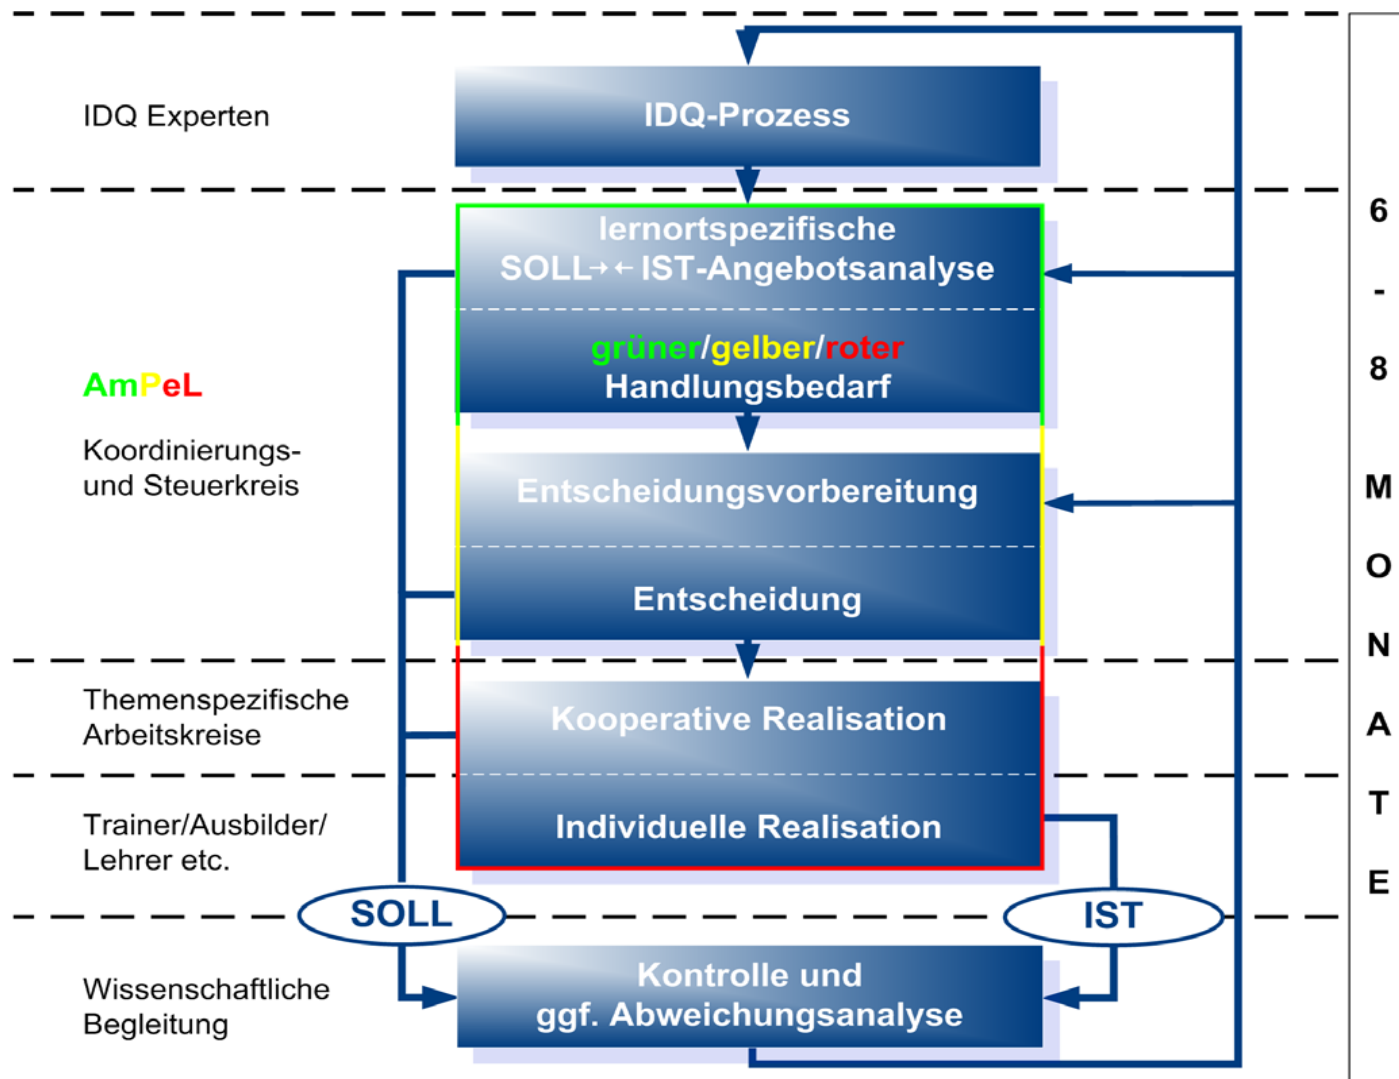 IDQ Experten
IDQ-Prozess
lernortspezifische
SOLL→ ←IST-Angebotsanalyse
grüner/gelber/roter
Handlungsbedarf
AmPeL
Koordinierungs-
und Steuerkreis
Entscheidungsvorbereitung
Entscheidung
Themenspezifische
Arbeitskreise
Kooperative Realisation
Trainer/Ausbilder/
Lehrer etc.
Individuelle Realisation
SOLL
IST
Wissenschaftliche
Begleitung
Kontrolle und
ggf. Abweichungsanalyse
6
-
8
M
O
N
A
T
E